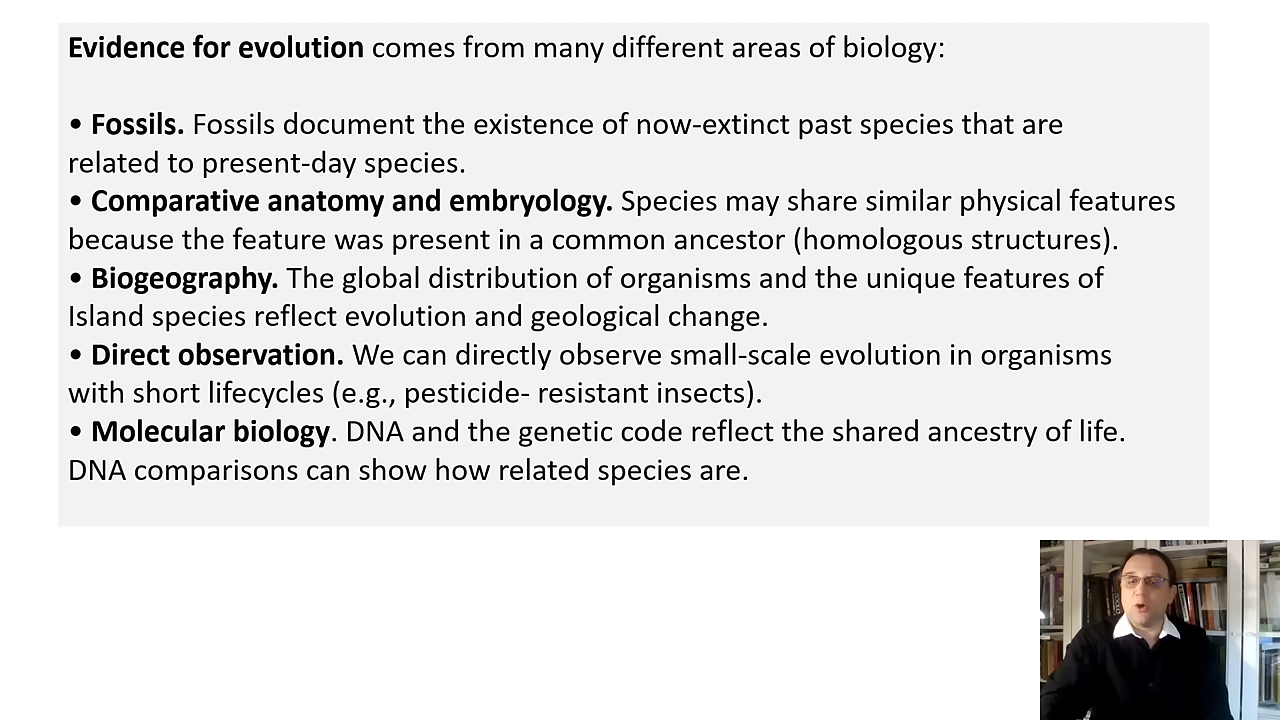 Evidence for evolution comes from many different areas of biology:
• Fossils. Fossils document the existence of now-extinct past species that are
related to present-day species.
• Comparative anatomy and embryology. Species may share similar physical features
because the feature was present in a common ancestor (homologous structures).
• Biogeography. The global distribution of organisms and the unique features of
Island species reflect evolution and geological change.
• Direct observation. We can directly observe small-scale evolution in organisms
with short lifecycles (e.g., pesticide- resistant insects).
• Molecular biology. DNA and the genetic code reflect the shared ancestry of life.
DNA comparisons can show how related species are.